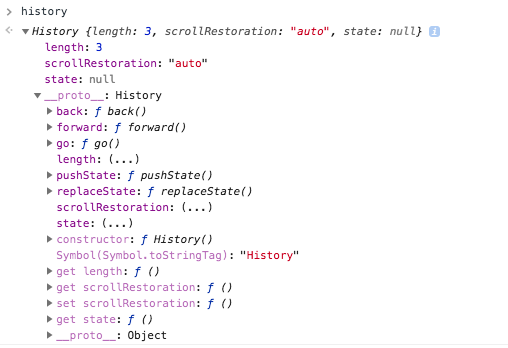 history
History {length: 3, scrollRestoration: "auto", state: null} i
length: 3
scrollRestoration: "auto"
state: null
__proto__: History
back: ƒ back()
forward: ƒ forward()
go: ƒ go()
length: (...)
pushState: ƒ pushState()
replaceState: ƒ replaceState()
scrollRestoration: (...)
state: (...)
constructor: ƒ History()
Symbol(Symbol.toStringTag): "History"
get length: ƒ ()
get scrollRestoration: ƒ ()
set scrollRestoration: ƒ ()
get state: ƒ ()
__proto__: Object